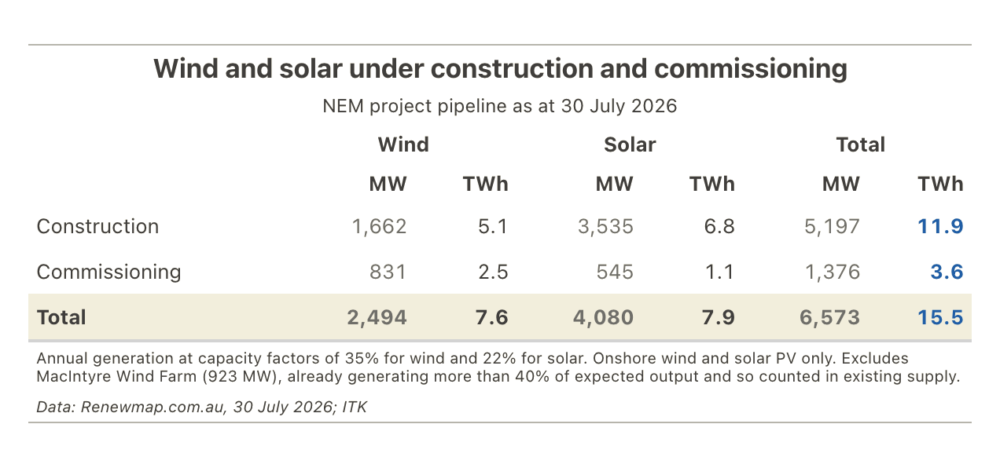 Wind and solar under construction and commissioning
NEM project pipeline as at 30 July 2026
Wind Solar Total
MW TWh MW TWh MW TWh
Construction 1,662 5.1 3,535 6.8 5,197 11.9
Commissioning 831 2.5 545 1.1 1,376 3.6
Total 2,494 7.6 4,080 7.9 6,573 15.5
Annual generation at capacity factors of 35% for wind and 22% for solar. Onshore wind and solar PV only. Excludes
MacIntyre Wind Farm (923 MW), already generating more than 40% of expected output and so counted in existing supply.
Data: Renewmap.com.au, 30 July 2026; ITK